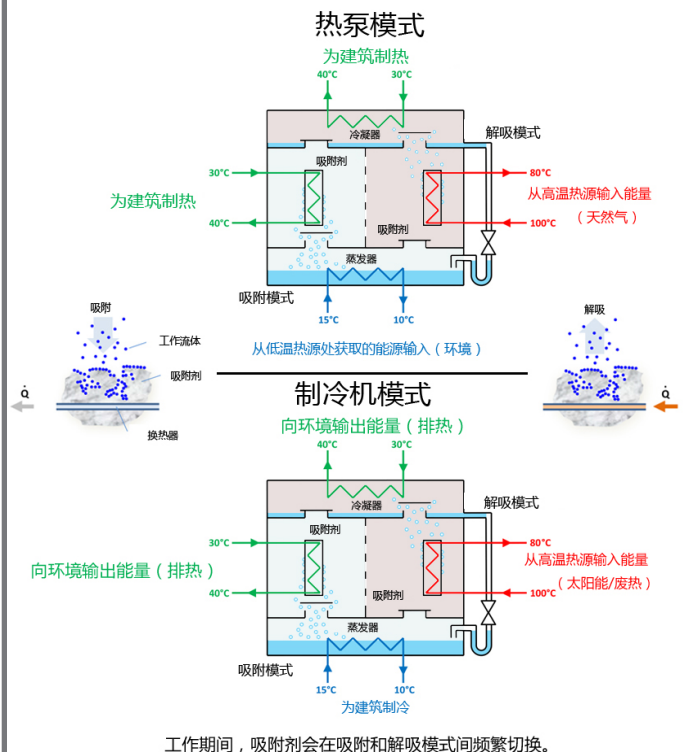 热泵模式
为建筑制热
40°C
30°C
冷凝器
解吸模式
吸附剂
30°C
80°C
从高温热源输入能量
（天然气）
为建筑制热
40°C
100°C
吸附剂
蒸发器
吸附模式
15°C
10°C
从低温热源处获取的能源输入（环境）
吸附
工作流体
吸附剂
Q̇
换热器
解吸
Q̇
制冷机模式
向环境输出能量（排热）
40°C
30°C
冷凝器
解吸模式
吸附剂
30°C
80°C
从高温热源输入能量
（太阳能/废热）
向环境输出能量（排热）
40°C
100°C
吸附剂
蒸发器
吸附模式
15°C
10°C
为建筑制冷
工作期间，吸附剂会在吸附和解吸模式间频繁切换。